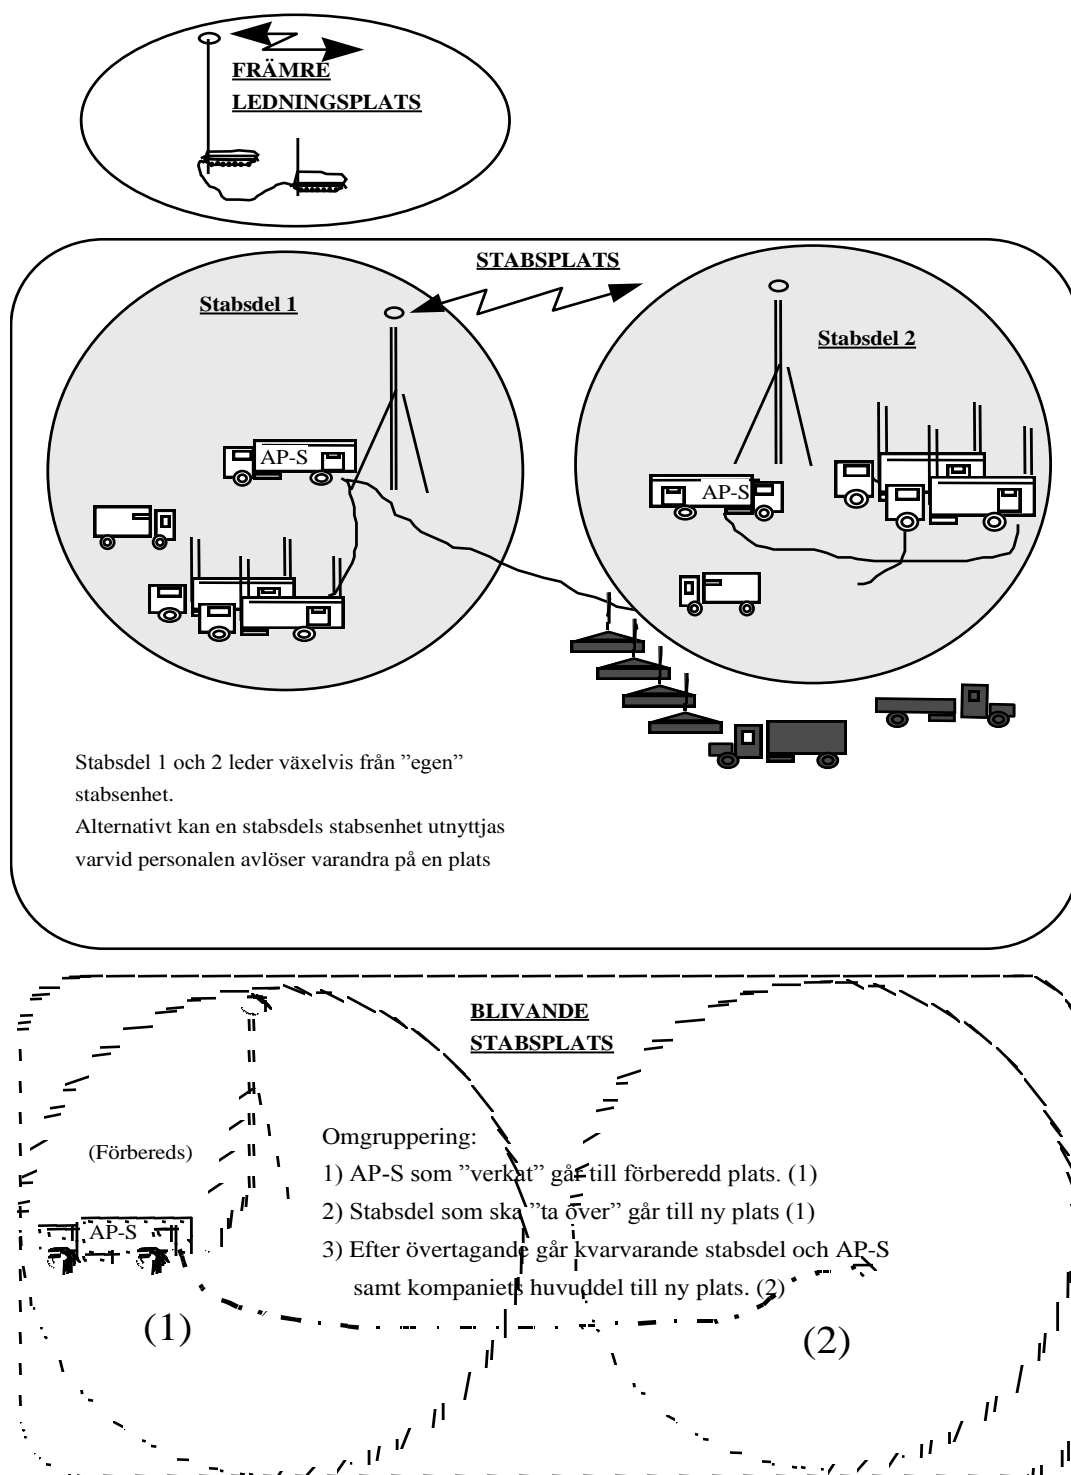 FRÄMRE
LEDNINGSPLATS
STABSPLATS
Stabsdel 1
Stabsdel 2
AP-S
AP-S
Stabsdel 1 och 2 leder växelvis från ”egen”
stabsenhet.
Alternativt kan en stabsdels stabsenhet utnyttjas
varvid personalen avlöser varandra på en plats
BLIVANDE
STABSPLATS
(Förbereds)
AP-S
Omgruppering:
1) AP-S som ”verkat” går till förberedd plats. (1)
2) Stabsdel som ska ”ta över” går till ny plats (1)
3) Efter övertagande går kvarvarande stabsdel och AP-S
samt kompaniets huvuddel till ny plats. (2)
(1)
(2)